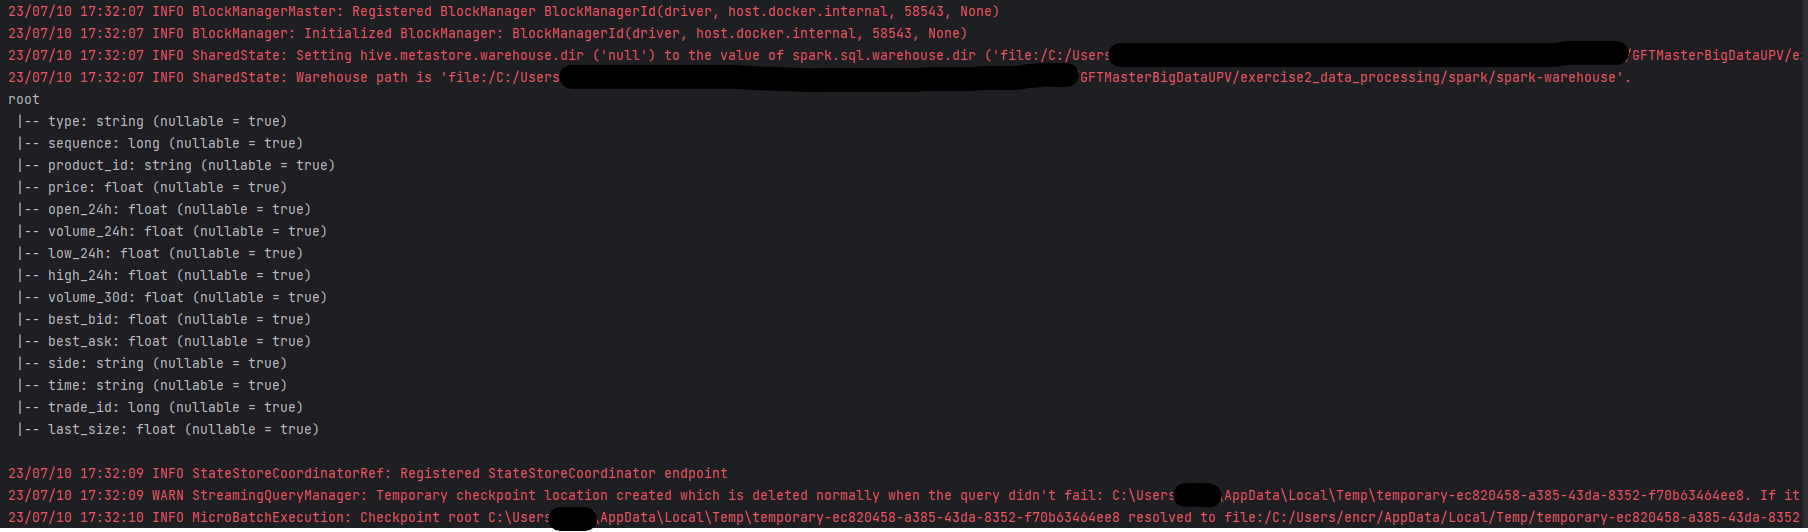 23/07/10 17:32:07 INFO BlockManagerMaster: Registered BlockManager BlockManagerId(driver, host.docker.internal, 58543, None)
23/07/10 17:32:07 INFO BlockManager: Initialized BlockManager: BlockManagerId(driver, host.docker.internal, 58543, None)
23/07/10 17:32:07 INFO SharedState: Setting hive.metastore.warehouse.dir ('null') to the value of spark.sql.warehouse.dir ('file:/C:/Users /GFTMasterBigDataUPV/e
23/07/10 17:32:07 INFO SharedState: Warehouse path is 'file:/C:/Users GFTMasterBigDataUPV/exercise2_data_processing/spark/spark-warehouse'.
root
 |-- type: string (nullable = true)
 |-- sequence: long (nullable = true)
 |-- product_id: string (nullable = true)
 |-- price: float (nullable = true)
 |-- open_24h: float (nullable = true)
 |-- volume_24h: float (nullable = true)
 |-- low_24h: float (nullable = true)
 |-- high_24h: float (nullable = true)
 |-- volume_30d: float (nullable = true)
 |-- best_bid: float (nullable = true)
 |-- best_ask: float (nullable = true)
 |-- side: string (nullable = true)
 |-- time: string (nullable = true)
 |-- trade_id: long (nullable = true)
 |-- last_size: float (nullable = true)
23/07/10 17:32:09 INFO StateStoreCoordinatorRef: Registered StateStoreCoordinator endpoint
23/07/10 17:32:09 WARN StreamingQueryManager: Temporary checkpoint location created which is deleted normally when the query didn't fail: C:\Users \AppData\Local\Temp\temporary-ec820458-a385-43da-8352-f70b63464ee8. If it
23/07/10 17:32:10 INFO MicroBatchExecution: Checkpoint root C:\Users \AppData\Local\Temp\temporary-ec820458-a385-43da-8352-f70b63464ee8 resolved to file:/C:/Users/encr/AppData/Local/Temp/temporary-ec820458-a385-43da-8352